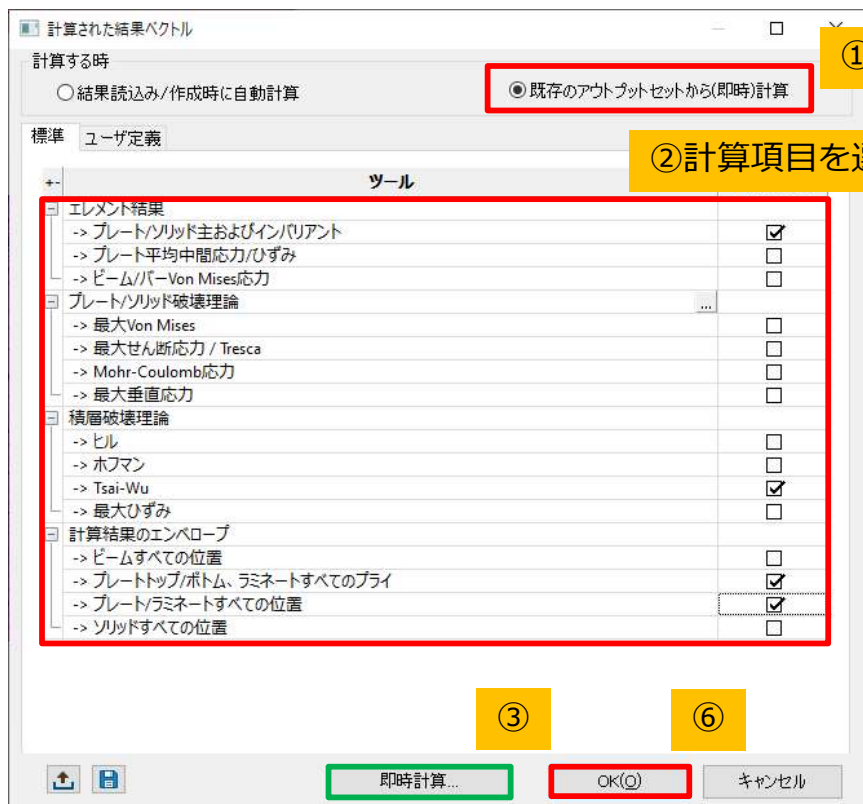 計算された結果ベクトル
①
計算する時
結果読込み/作成時に自動計算
既存のアウトプットセットから(即時)計算
標準 ユーザ定義
②計算項目を
+- ツール
エレメント結果
-> プレート/ソリッド主およびインバリアント
-> プレート平均中間応力/ひずみ
-> ビーム/バーVon Mises応力
プレート/ソリッド破壊理論 ...
-> 最大Von Mises
-> 最大せん断応力 / Tresca
-> Mohr-Coulomb応力
-> 最大垂直応力
積層破壊理論
-> ヒル
-> ホフマン
-> Tsai-Wu
-> 最大ひずみ
計算結果のエンベロープ
-> ビームすべての位置
-> プレートトップ/ボトム、ラミネートすべてのプライ
-> プレート/ラミネートすべての位置
-> ソリッドすべての位置
③ ⑥
即時計算... OK(O) キャンセル